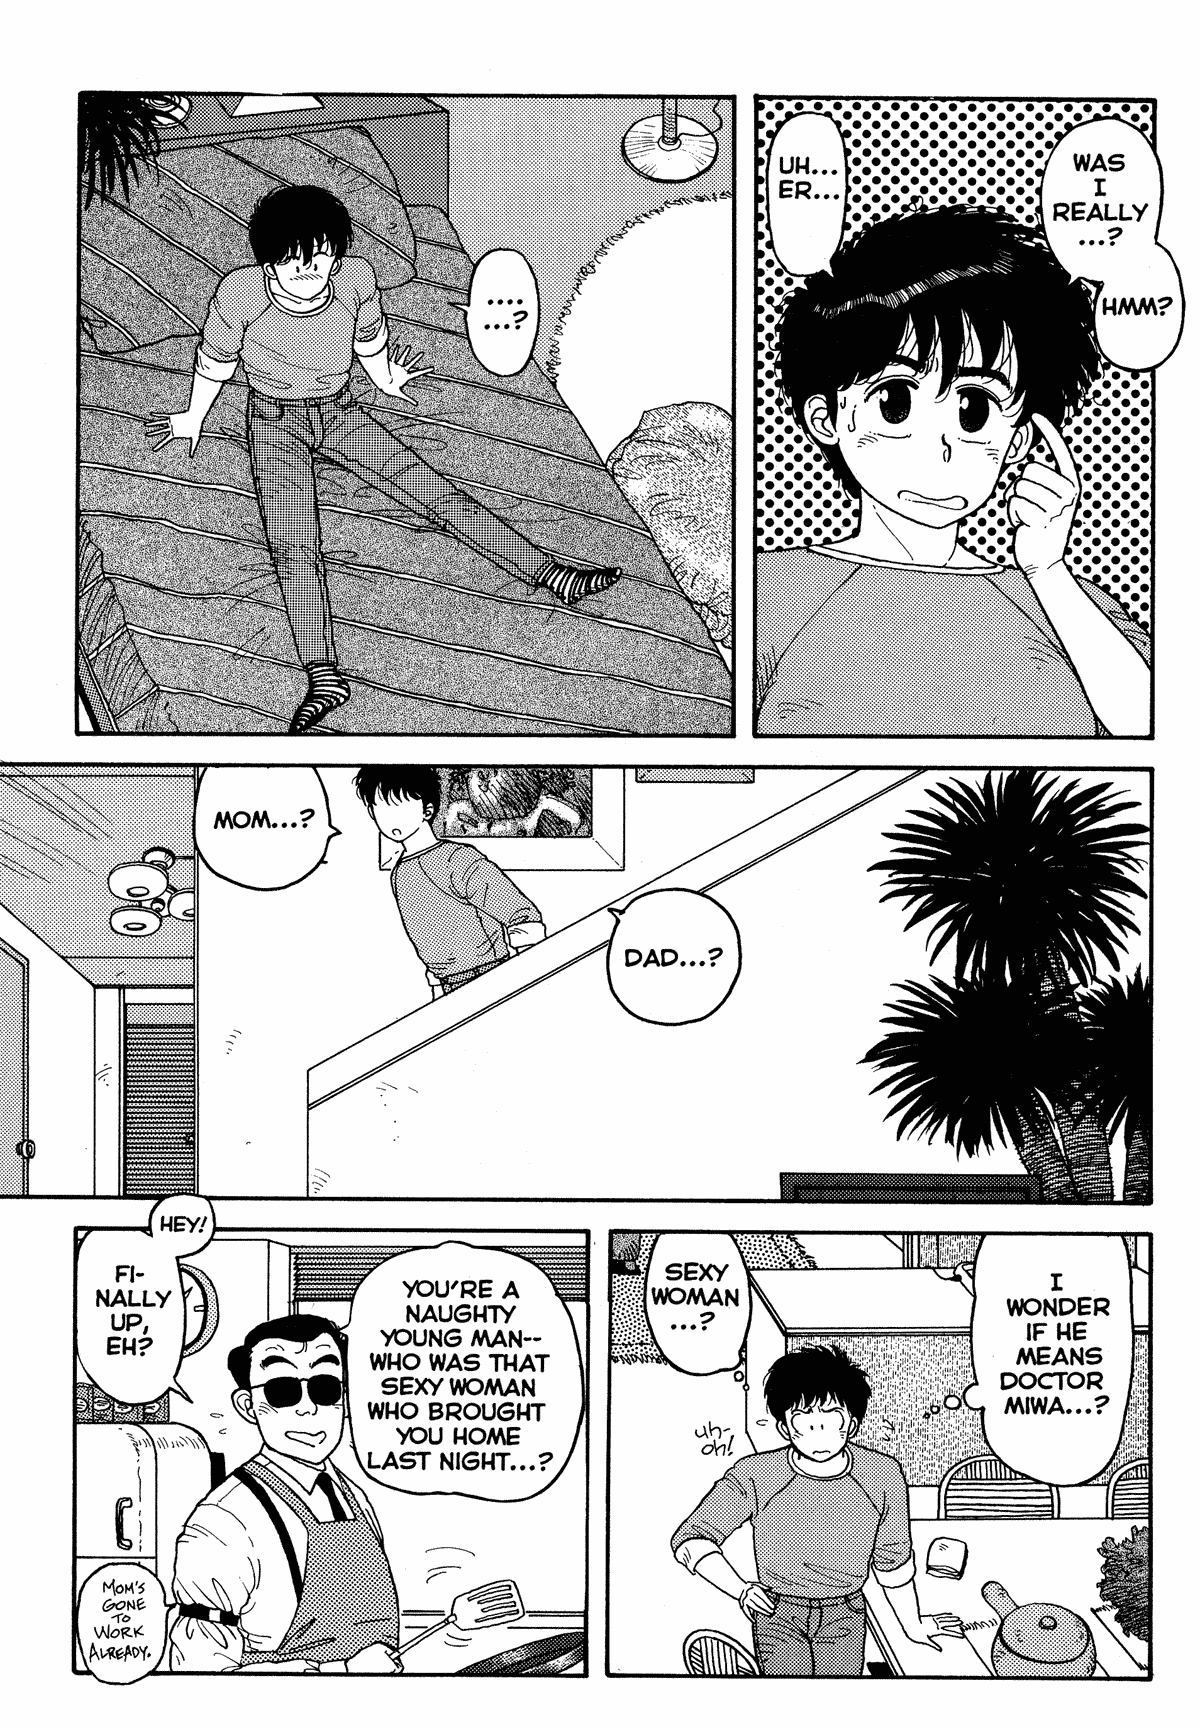 ....
...?
UH...
ER...
WAS
I
REALLY
...?
HMM?
MOM...?
DAD...?
HEY!
FI-
NALLY
UP,
EH?
YOU'RE A
NAUGHTY
YOUNG MAN--
WHO WAS THAT
SEXY WOMAN
WHO BROUGHT
YOU HOME
LAST NIGHT...?
MOM'S
GONE
TO
WORK
ALREADY.
SEXY
WOMAN
...?
I
WONDER
IF HE
MEANS
DOCTOR
MIWA...?
uh-
oh!